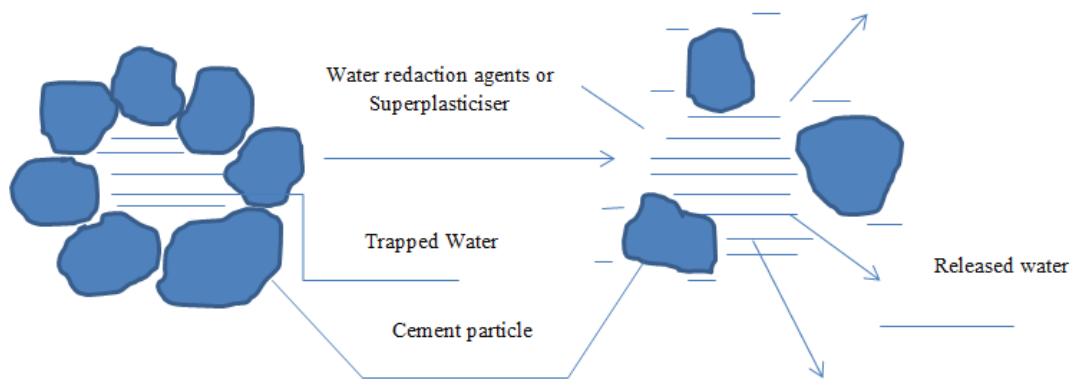 Water redaction agents or
Superplasticiser
Trapped Water
Released water
Cement particle